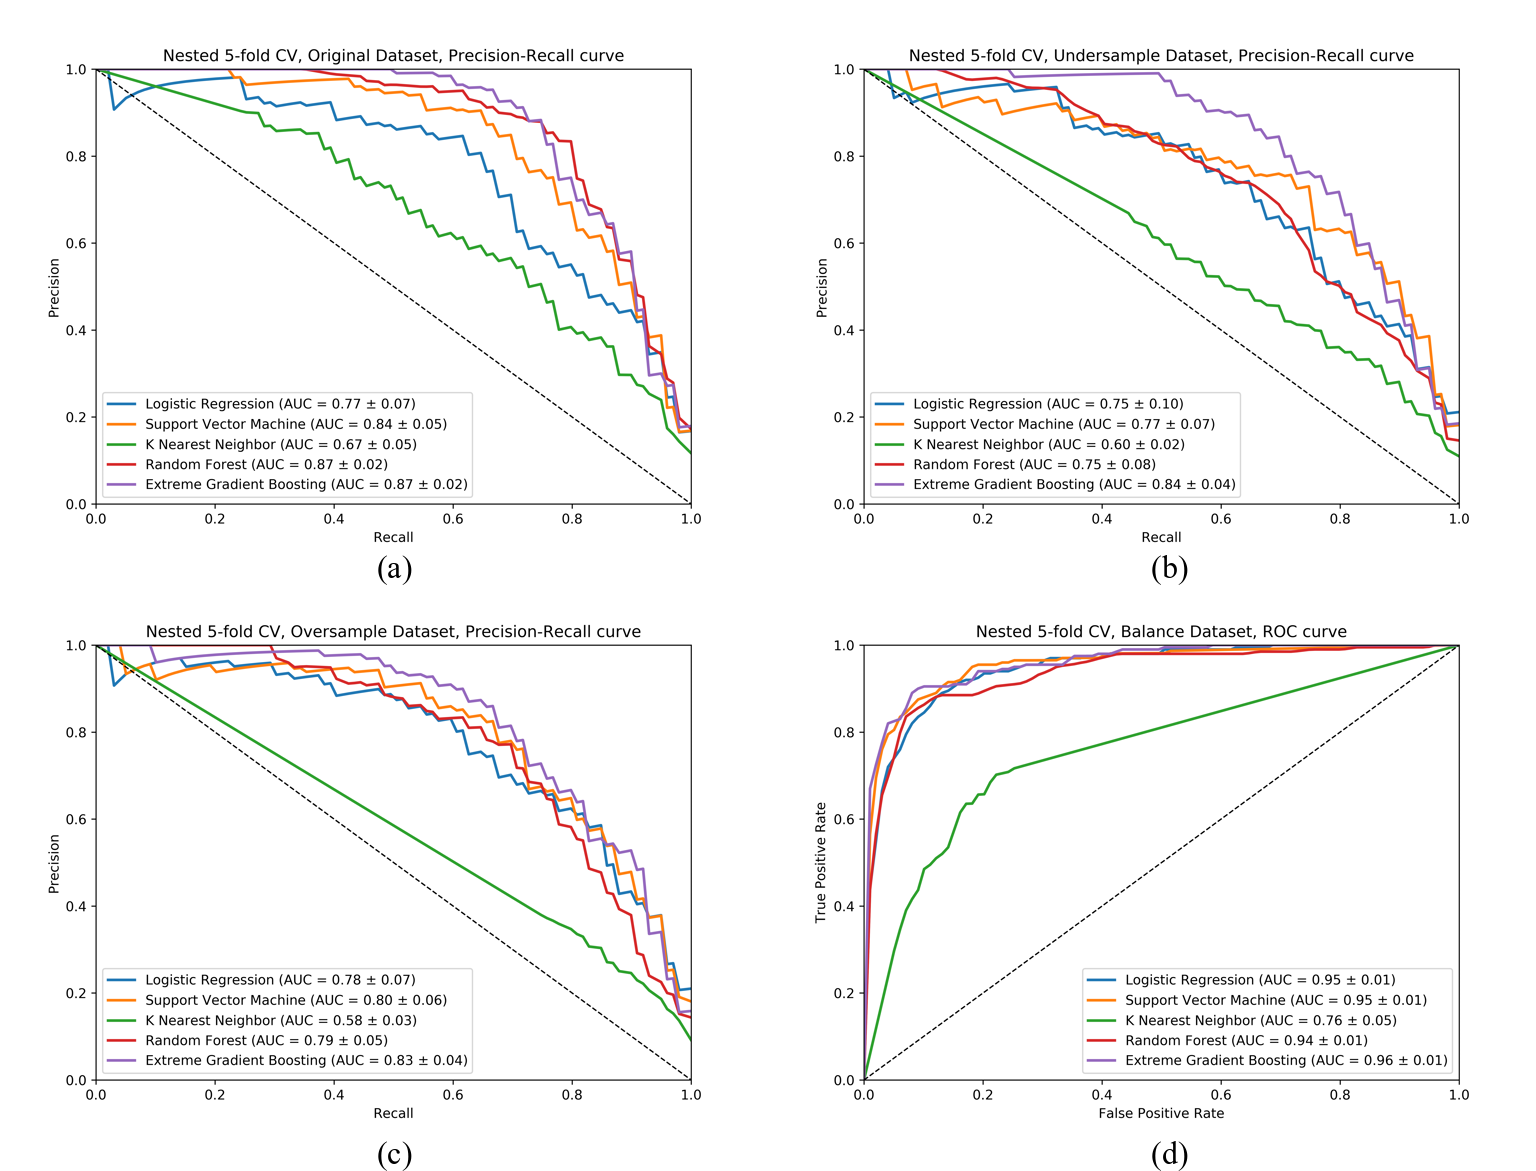 Nested 5-fold CV, Original Dataset, Precision-Recall curve
1.0
0.8
0.6
0.4
0.2
0.0
Precision
Logistic Regression (AUC = 0.77 ± 0.07)
Support Vector Machine (AUC = 0.84 ± 0.05)
K Nearest Neighbor (AUC = 0.67 ± 0.05)
Random Forest (AUC = 0.87 ± 0.02)
Extreme Gradient Boosting (AUC = 0.87 ± 0.02)
0.0 0.2 0.4 0.6 0.8 1.0
Recall
(a)
Nested 5-fold CV, Undersample Dataset, Precision-Recall curve
1.0
0.8
0.6
0.4
0.2
0.0
Precision
Logistic Regression (AUC = 0.75 ± 0.10)
Support Vector Machine (AUC = 0.77 ± 0.07)
K Nearest Neighbor (AUC = 0.60 ± 0.02)
Random Forest (AUC = 0.75 ± 0.08)
Extreme Gradient Boosting (AUC = 0.84 ± 0.04)
0.0 0.2 0.4 0.6 0.8 1.0
Recall
(b)
Nested 5-fold CV, Oversample Dataset, Precision-Recall curve
1.0
0.8
0.6
0.4
0.2
0.0
Precision
Logistic Regression (AUC = 0.78 ± 0.07)
Support Vector Machine (AUC = 0.80 ± 0.06)
K Nearest Neighbor (AUC = 0.58 ± 0.03)
Random Forest (AUC = 0.79 ± 0.05)
Extreme Gradient Boosting (AUC = 0.83 ± 0.04)
0.0 0.2 0.4 0.6 0.8 1.0
Recall
(c)
Nested 5-fold CV, Balance Dataset, ROC curve
1.0
0.8
0.6
0.4
0.2
0.0
True Positive Rate
Logistic Regression (AUC = 0.95 ± 0.01)
Support Vector Machine (AUC = 0.95 ± 0.01)
K Nearest Neighbor (AUC = 0.76 ± 0.05)
Random Forest (AUC = 0.94 ± 0.01)
Extreme Gradient Boosting (AUC = 0.96 ± 0.01)
0.0 0.2 0.4 0.6 0.8 1.0
False Positive Rate
(d)